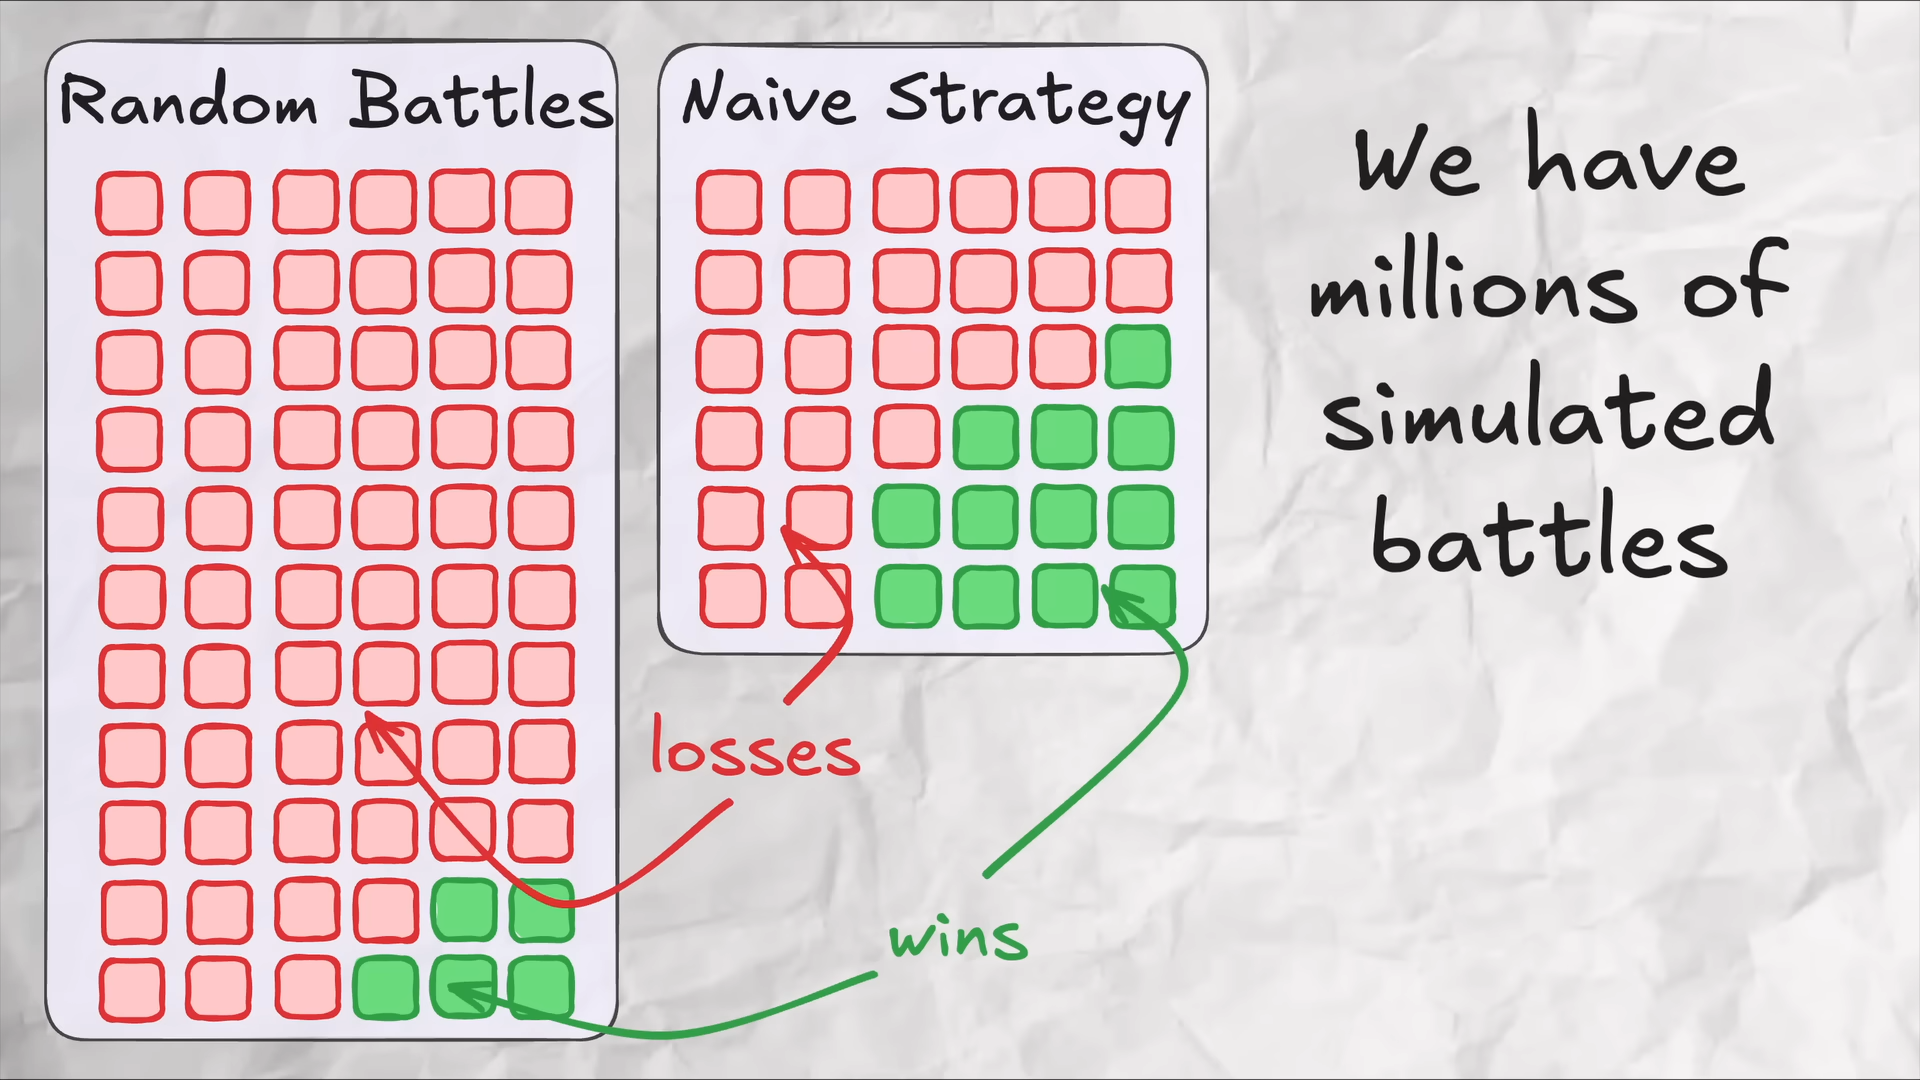 Random Battles
Naive Strategy
We have
millions of
simulated
battles
losses
wins